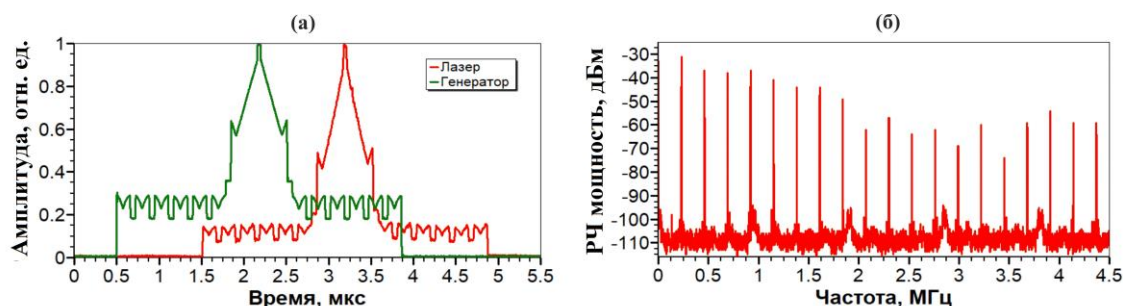 (а)
Амплитуда, отн. ед.
1
0.8
0.6
0.4
0.2
0
Лазер
Генератор
0 0.5 1 1.5 2 2.5 3 3.5 4 4.5 5 5.5
Время, мкс
(б)
РЧ мощность, дБм
-30
-40
-50
-60
-70
-80
-90
-100
-110
0 0.5 1 1.5 2 2.5 3 3.5 4 4.5
Частота, МГц